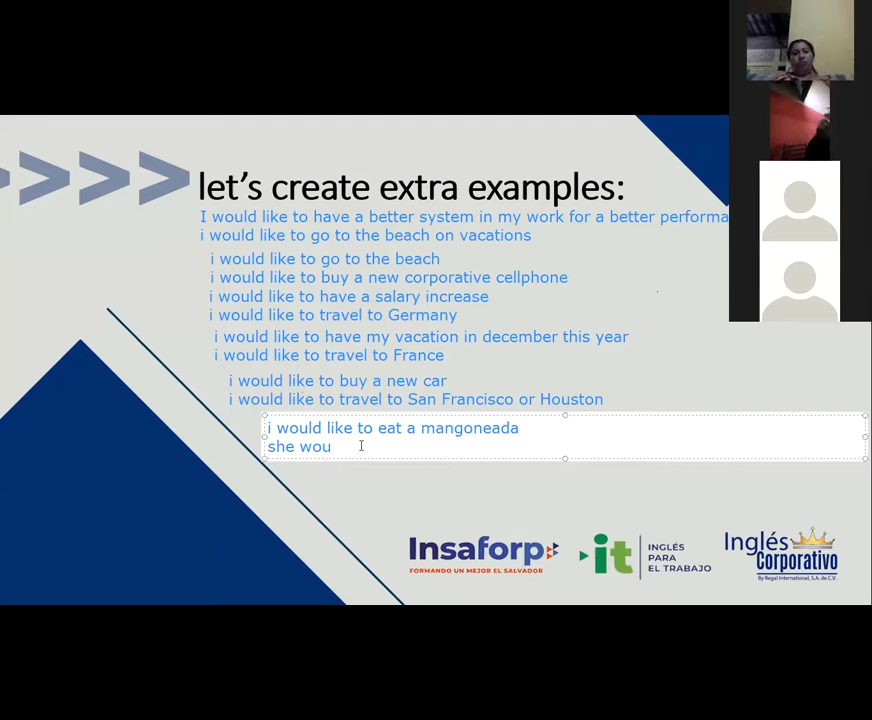 let's create extra examples:
I would like to have a better system in my work for a better performa
i would like to go to the beach on vacations
i would like to go to the beach
i would like to buy a new corporative cellphone
i would like to have a salary increase
i would like to travel to Germany
i would like to have my vacation in december this year
i would like to travel to France
i would like to buy a new car
i would like to travel to San Francisco or Houston
i would like to eat a mangoneada
she wou
Insaforp
FORMANDO UN MEJOR EL SALVADOR
it
INGLÉS
PARA
EL TRABAJO
Inglés
Corporativo
By Regal International, S.A. de C.V.